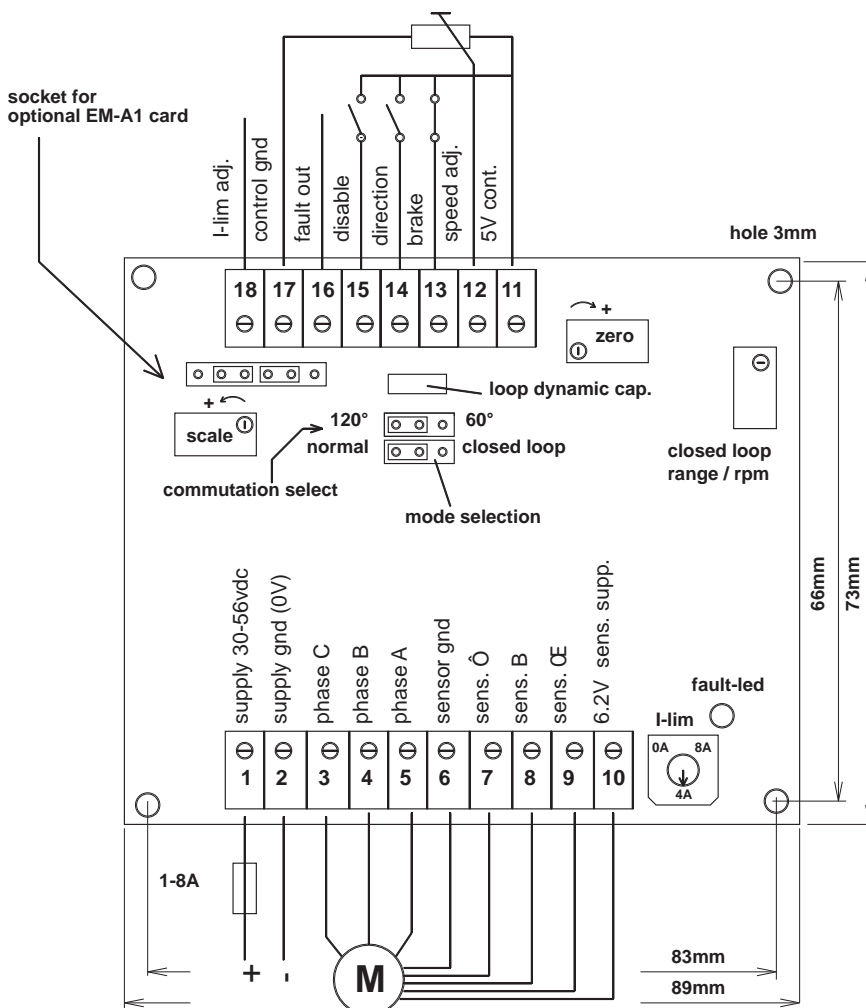 socket for
optional EM-A1 card
I-lim adj.
control gnd
fault out
disable
direction
brake
speed adj.
5V cont.
hole 3mm
18 17 16 15 14 13 12 11
+
zero
loop dynamic cap.
+
scale
120° 60°
normal closed loop
commutation select
mode selection
closed loop
range / rpm
66mm
73mm
supply 30-56vdc
supply gnd (0V)
phase C
phase B
phase A
sensor gnd
sens. Ô
sens. B
sens. Œ
6.2V sens. supp.
fault-led
I-lim
0A 8A
4A
1 2 3 4 5 6 7 8 9 10
1-8A
+ -
M
83mm
89mm